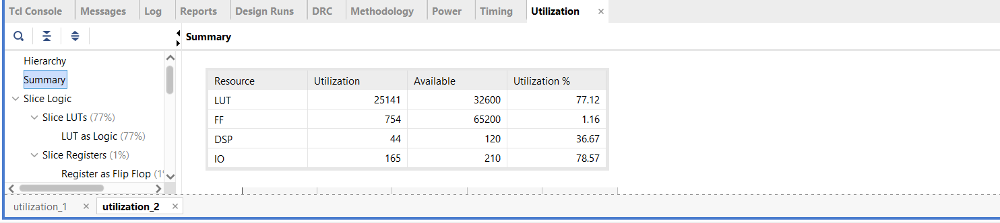 Tcl Console Messages Log Reports Design Runs DRC Methodology Power Timing Utilization ×
Summary
Hierarchy
Summary
Slice Logic
Slice LUTs (77%)
LUT as Logic (77%)
Slice Registers (1%)
Register as Flip Flop (1
Resource Utilization Available Utilization %
LUT 25141 32600 77.12
FF 754 65200 1.16
DSP 44 120 36.67
IO 165 210 78.57
utilization_1 × utilization_2 ×